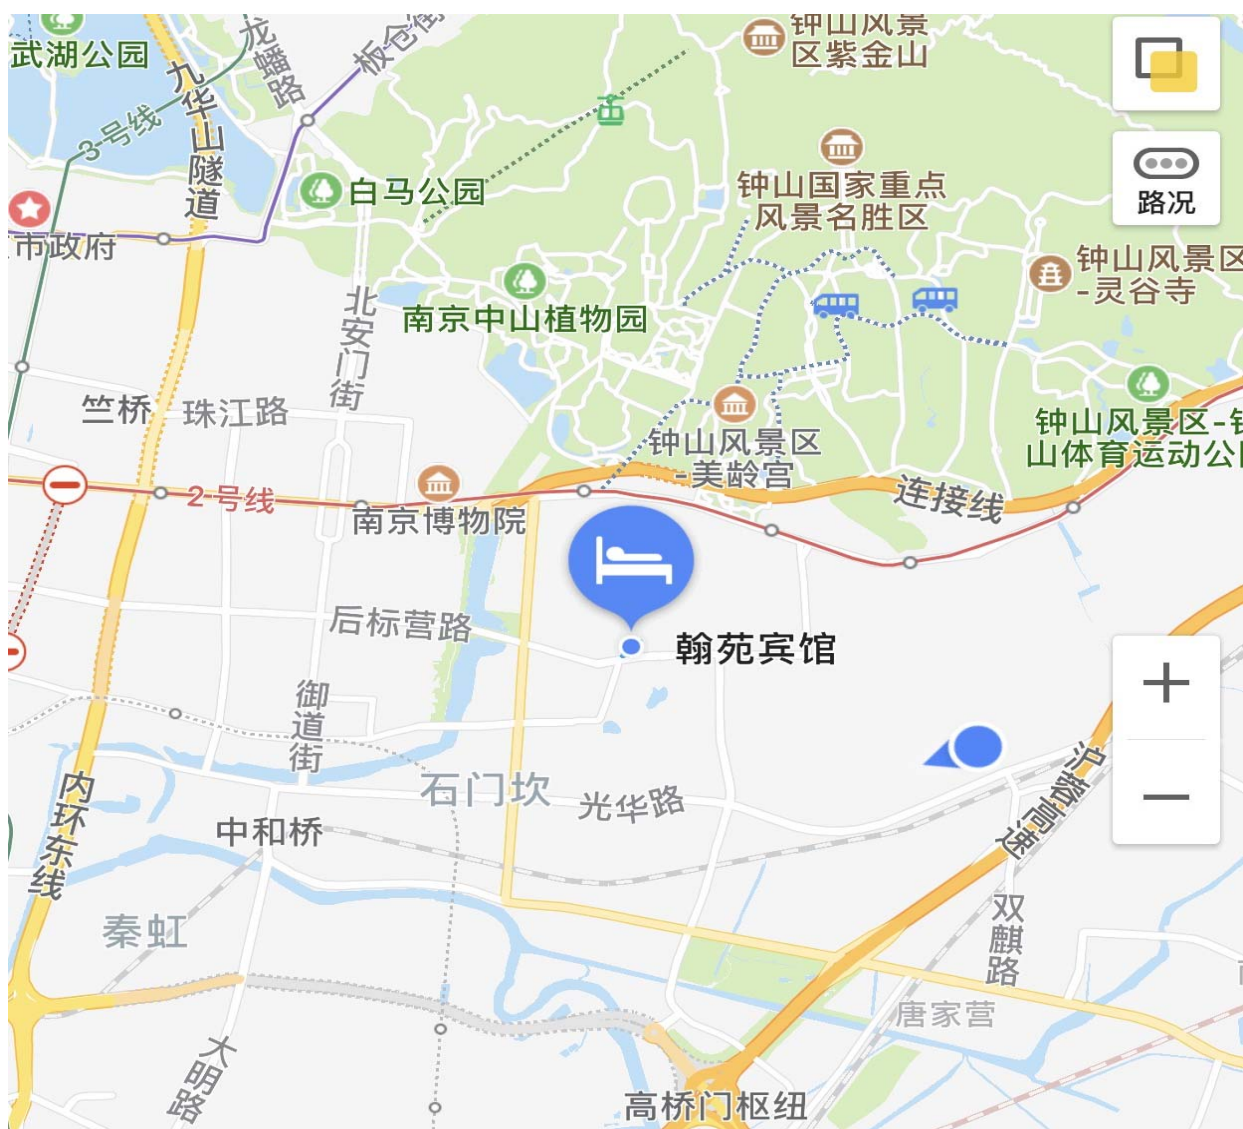 武湖公园
龙蟠路
板仓街
钟山风景
区紫金山
九华山隧道
3号线
白马公园
钟山国家重点
风景名胜区
路况
市政府
钟山风景区
-灵谷寺
南京中山植物园
北安门街
竺桥
珠江路
钟山风景区
-美龄宫
钟山风景区-钟
山体育运动公
2号线
南京博物院
连接线
后标营路
翰苑宾馆
御道街
石门坎
光华路
沪蓉高速
内环东线
中和桥
秦虹
双麒路
唐家营
大明路
高桥门枢纽